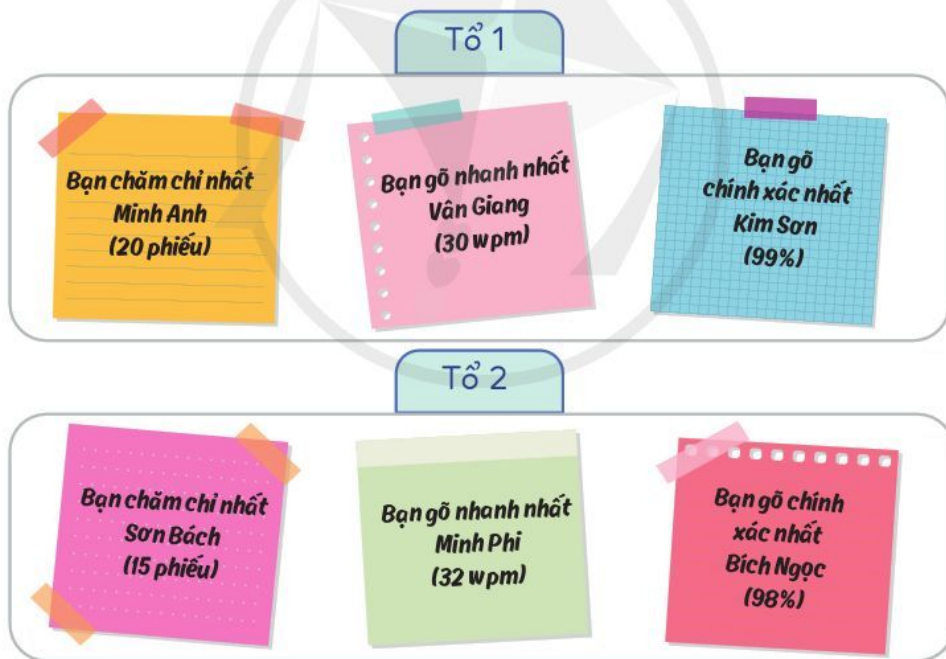 Tổ 1
Bạn chăm chỉ nhất
Minh Anh
(20 phiếu)
Bạn gõ nhanh nhất
Vân Giang
(30 wpm)
Bạn gõ
chính xác nhất
Kim Sơn
(99%)
Tổ 2
Bạn chăm chỉ nhất
Sơn Bách
(15 phiếu)
Bạn gõ nhanh nhất
Minh Phi
(32 wpm)
Bạn gõ chính
xác nhất
Bích Ngọc
(98%)